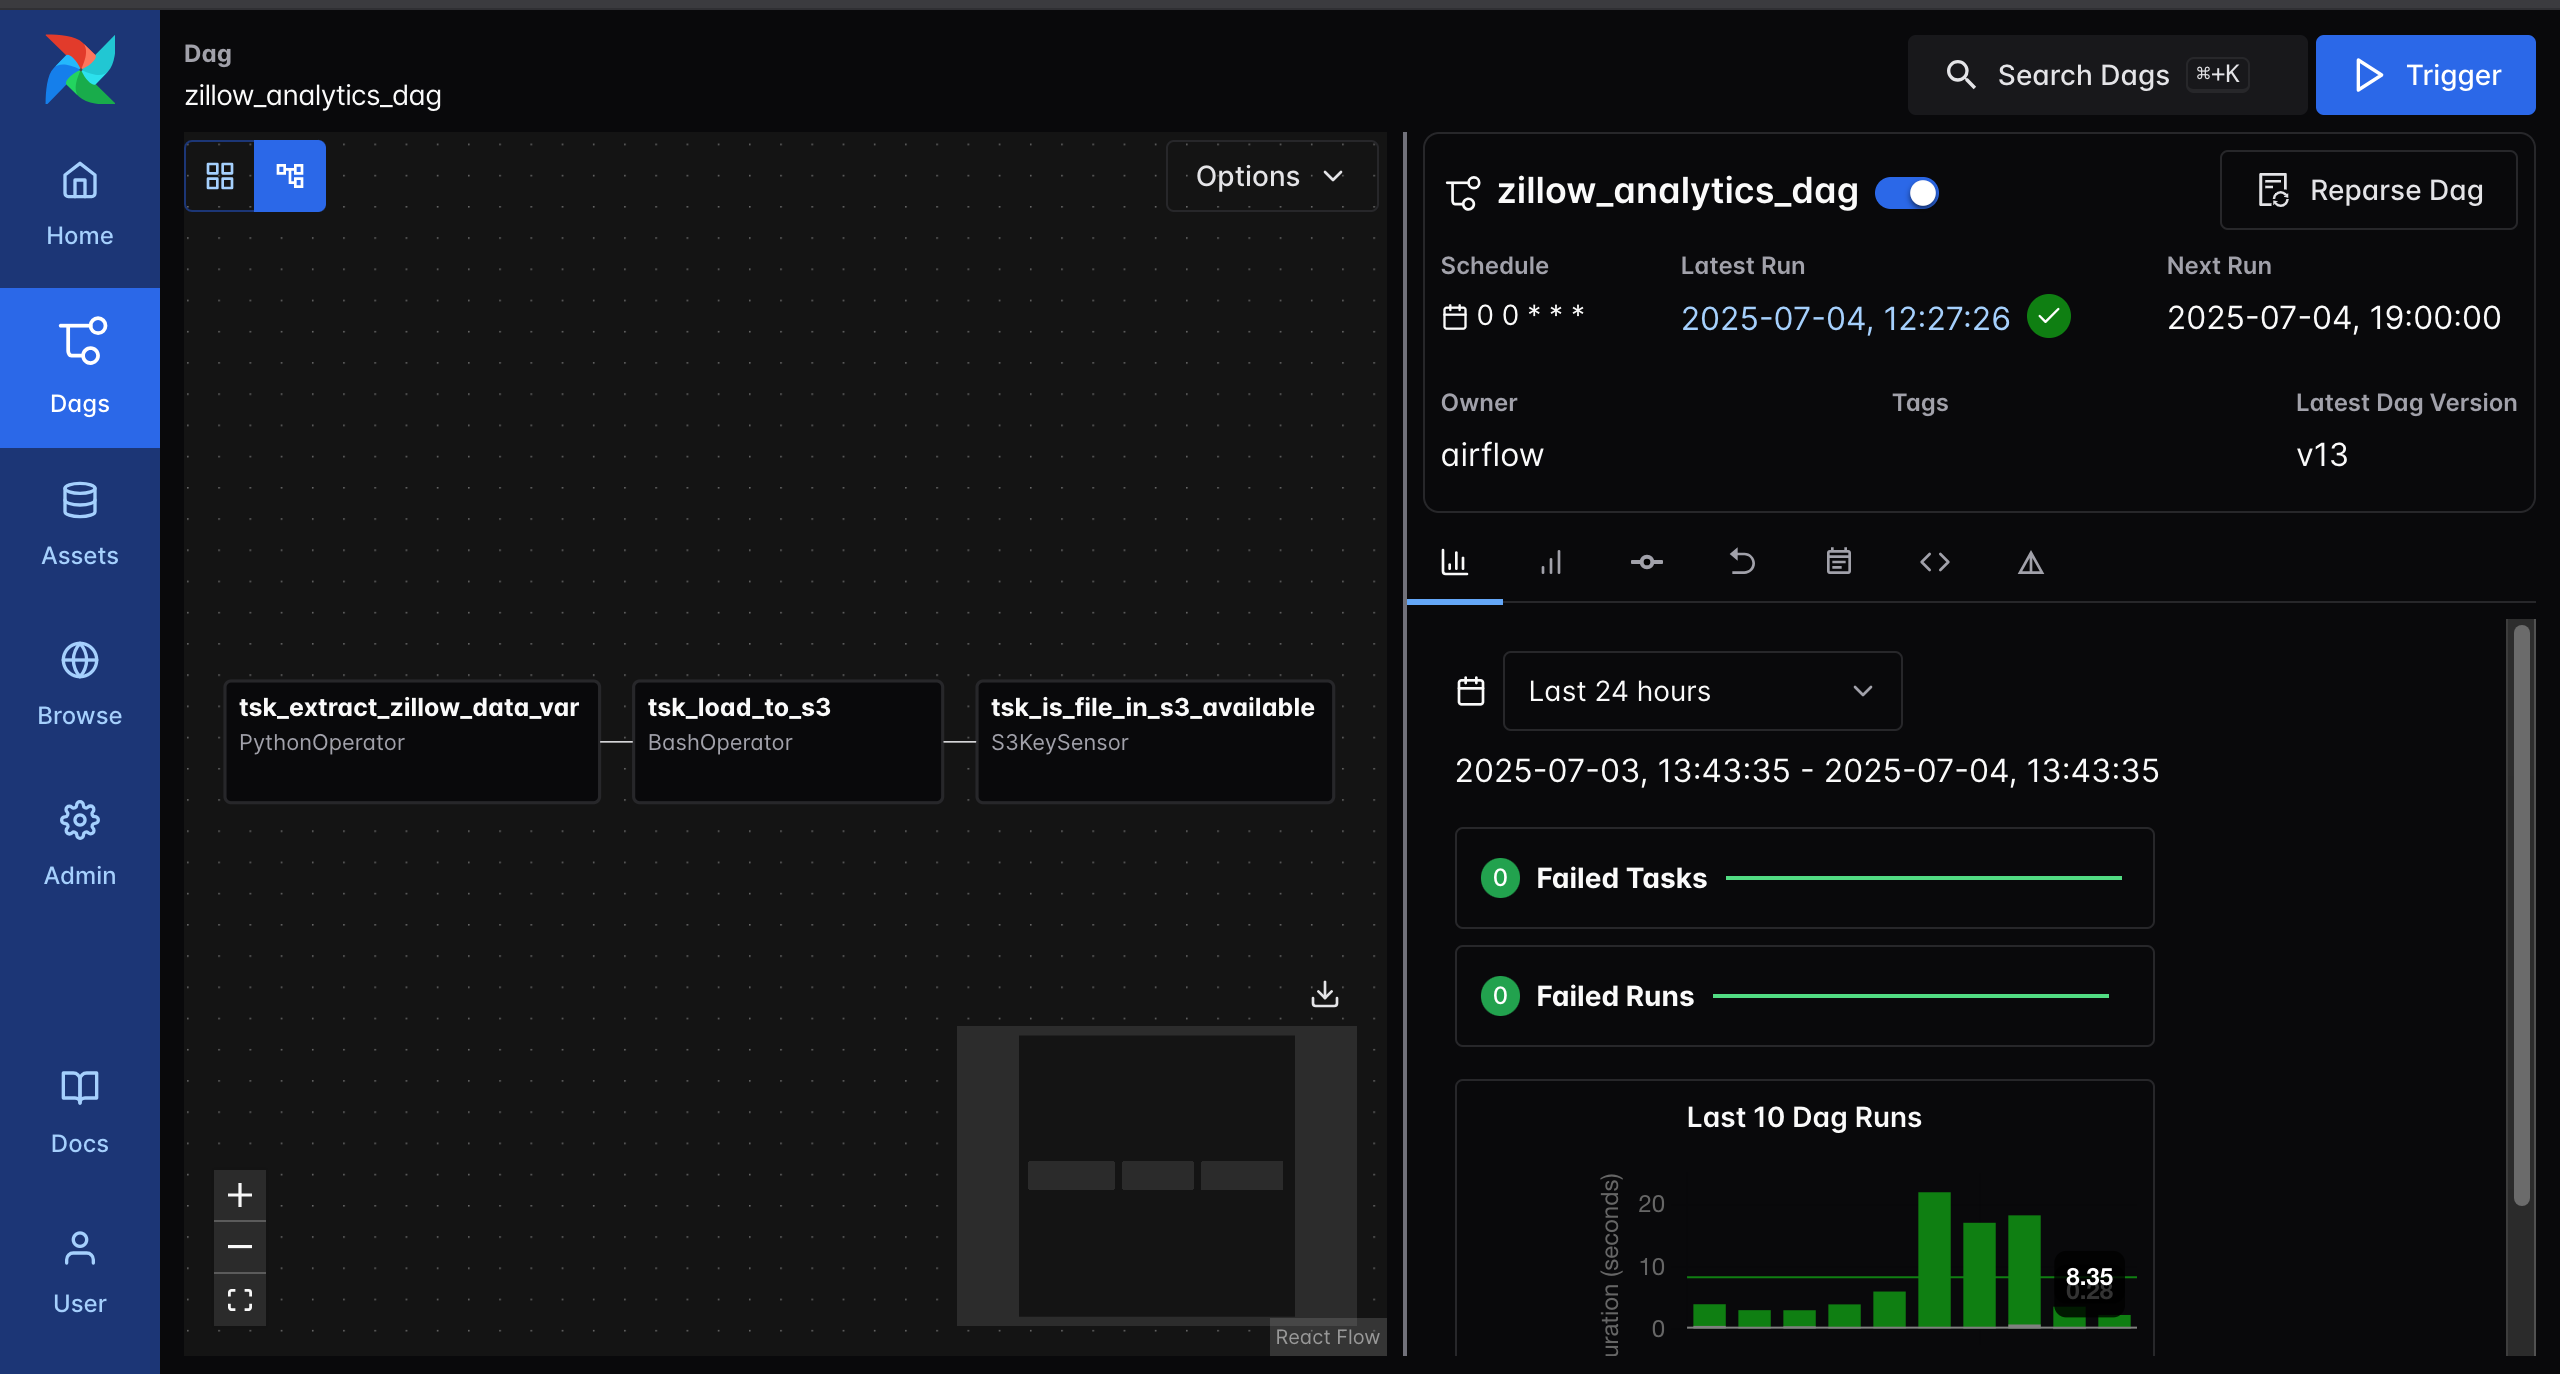 Dag
zillow_analytics_dag
Search Dags ⌘+K
Trigger
Home
Dags
Assets
Browse
Admin
Docs
User
Options
tsk_extract_zillow_data_var
PythonOperator
tsk_load_to_s3
BashOperator
tsk_is_file_in_s3_available
S3KeySensor
React Flow
zillow_analytics_dag
Reparse Dag
Schedule
0 0 * * *
Latest Run
2025-07-04, 12:27:26
Next Run
2025-07-04, 19:00:00
Owner
airflow
Tags
Latest Dag Version
v13
Last 24 hours
2025-07-03, 13:43:35 - 2025-07-04, 13:43:35
0 Failed Tasks
0 Failed Runs
Last 10 Dag Runs
uration (seconds)
20
10
0
8.35
0.28